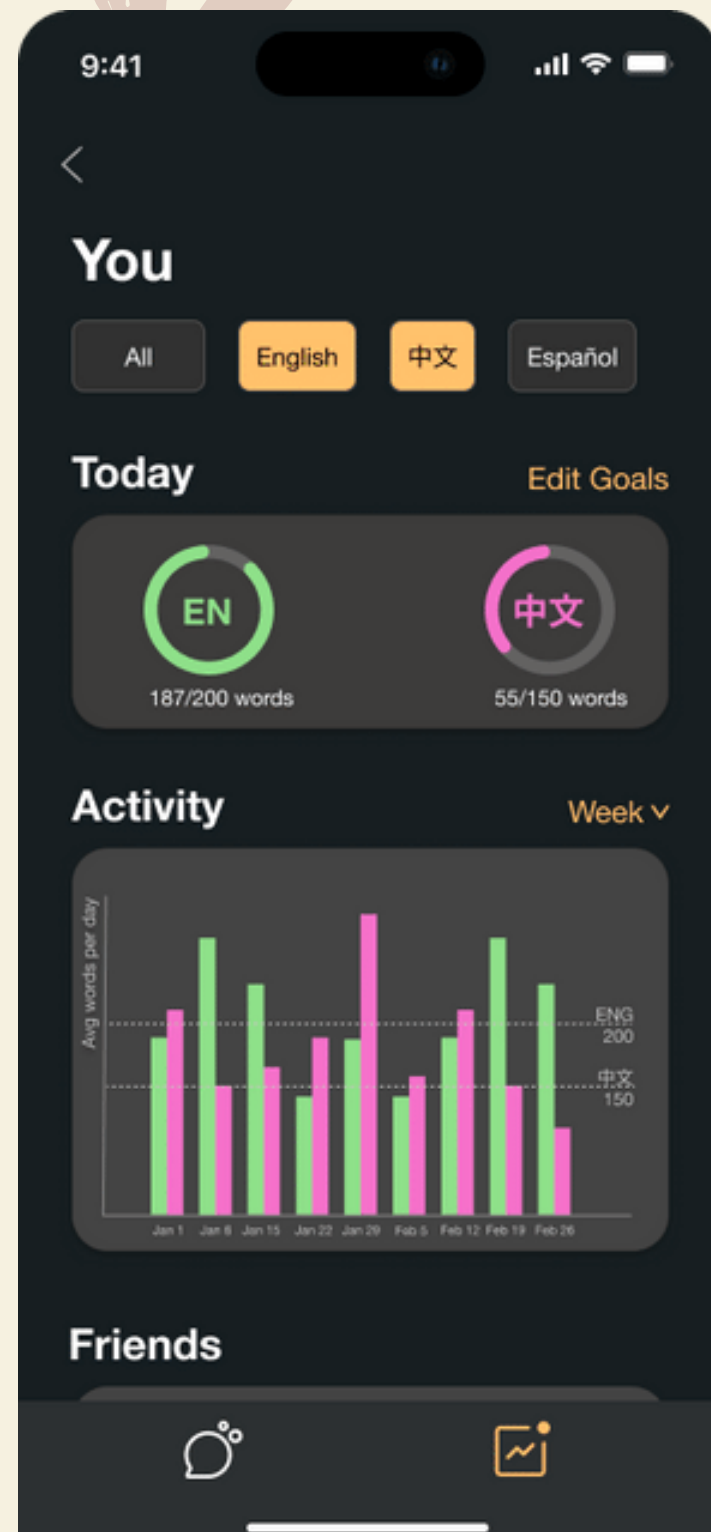 9:41
You
All English 中文 Español
Today Edit Goals
EN 中文
187/200 words 55/150 words
Activity Week
Avg words per day
ENG
200
中文
150
Jan 1 Jan 6 Jan 15 Jan 22 Jan 29 Feb 5 Feb 12 Feb 19 Feb 26
Friends